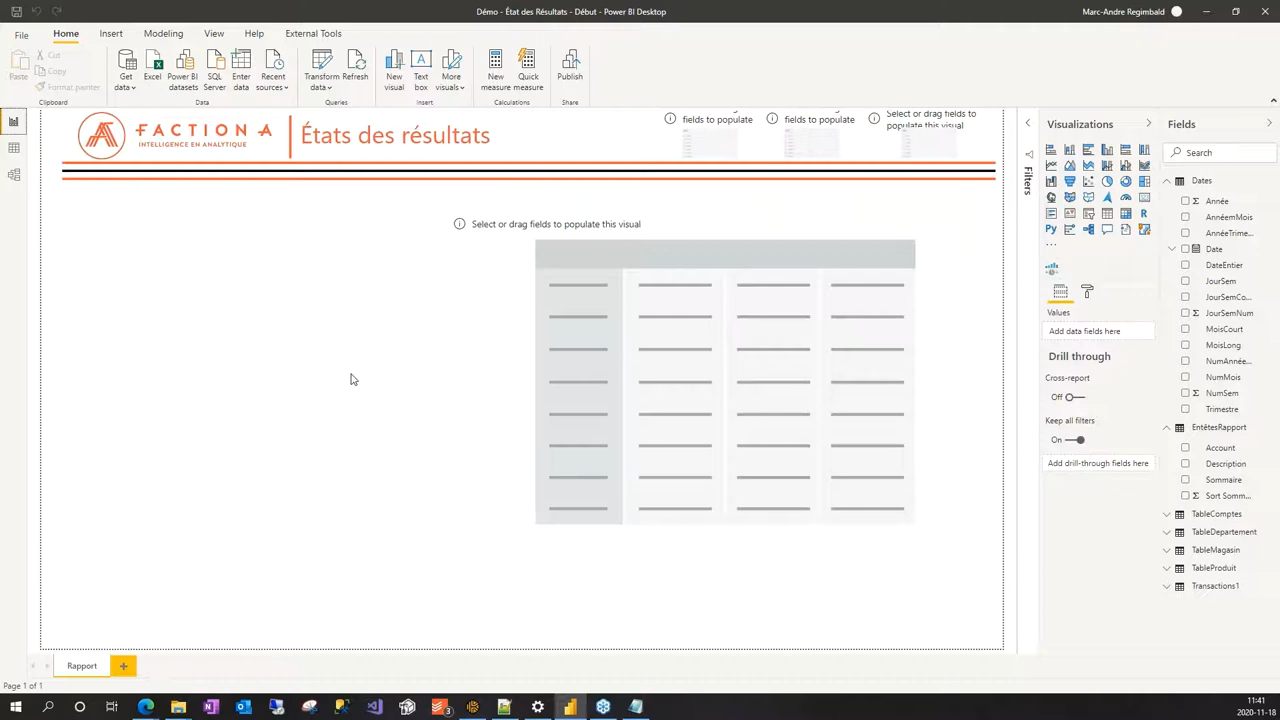 Démo - État des Résultats - Début - Power BI Desktop
Marc-Andre Regimbald
File
Home
Insert
Modeling
View
Help
External Tools
Paste
Cut
Copy
Format painter
Clipboard
Get data
Excel
Power BI datasets
SQL Server
Enter data
Recent sources
Data
Transform data
Refresh
Queries
New visual
Text box
More visuals
Insert
New measure
Quick measure
Calculations
Publish
Share
FACTION A
INTELLIGENCE EN ANALYTIQUE
États des résultats
fields to populate
fields to populate
Select or drag fields to
populate this visual
Select or drag fields to populate this visual
Filters
Visualizations
R
Py
...
Values
Add data fields here
Drill through
Cross-report
Off
Keep all filters
On
Add drill-through fields here
Fields
Search
Dates
Année
AnnéemMois
AnnéeTrime...
Date
DateEntier
JourSem
JourSemCo...
JourSemNum
MoisCourt
MoisLong
NumAnnée...
NumMois
NumSem
Trimestre
EntêtesRapport
Account
Description
Sommaire
Sort Somm...
TableComptes
TableDepartement
TableMagasin
TableProduit
Transactions1
Rapport
Page 1 of 1
11:41
2020-11-18